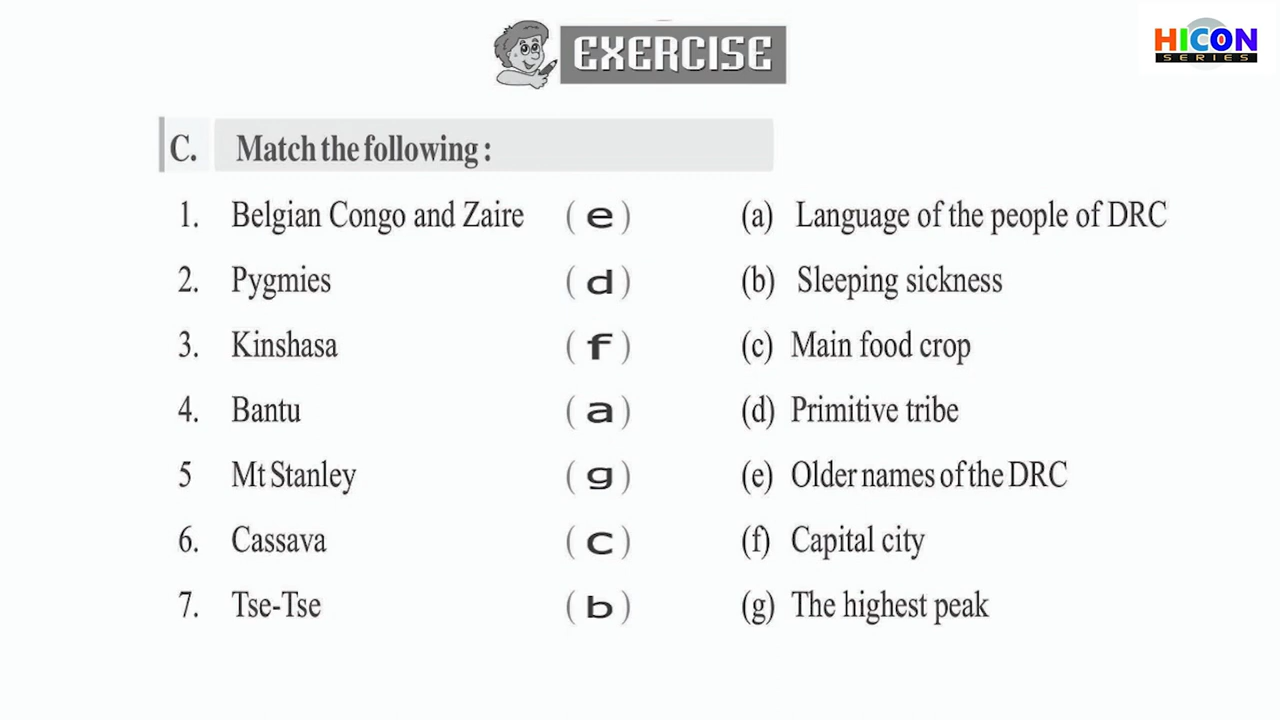 EXERCISE
HICON
SERIES
C. Match the following :
1. Belgian Congo and Zaire ( e ) (a) Language of the people of DRC
2. Pygmies ( d ) (b) Sleeping sickness
3. Kinshasa ( f ) (c) Main food crop
4. Bantu ( a ) (d) Primitive tribe
5 Mt Stanley ( g ) (e) Older names of the DRC
6. Cassava ( c ) (f) Capital city
7. Tse-Tse ( b ) (g) The highest peak